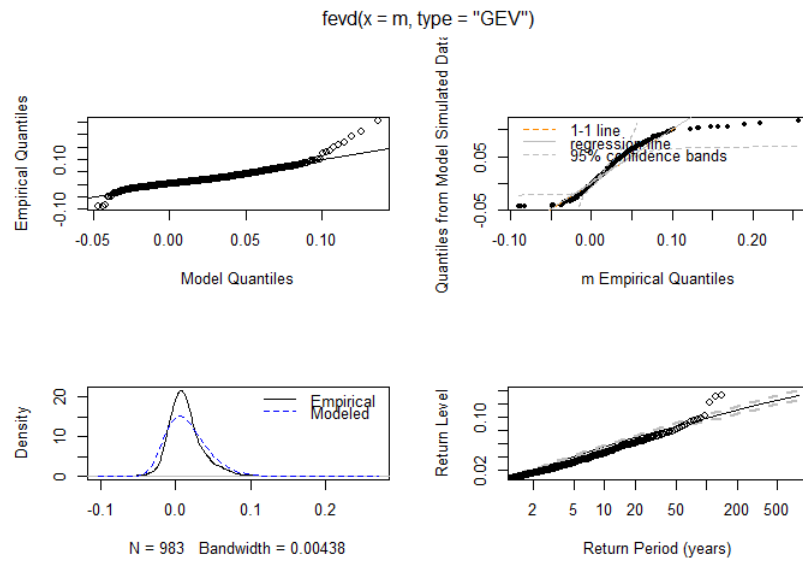 fevd(x = m, type = "GEV")
Empirical Quantiles
-0.10 0.00 0.10
-0.05 0.00 0.05 0.10
Model Quantiles
Quantiles from Model Simulated Data
-0.05 0.05
1-1 line
regression line
95% confidence bands
-0.10 0.00 0.10 0.20
m Empirical Quantiles
Density
0 10 20
Empirical
Modeled
-0.1 0.0 0.1 0.2
N = 983 Bandwidth = 0.00438
Return Level
0.02 0.10
2 5 10 20 50 100 200 500
Return Period (years)